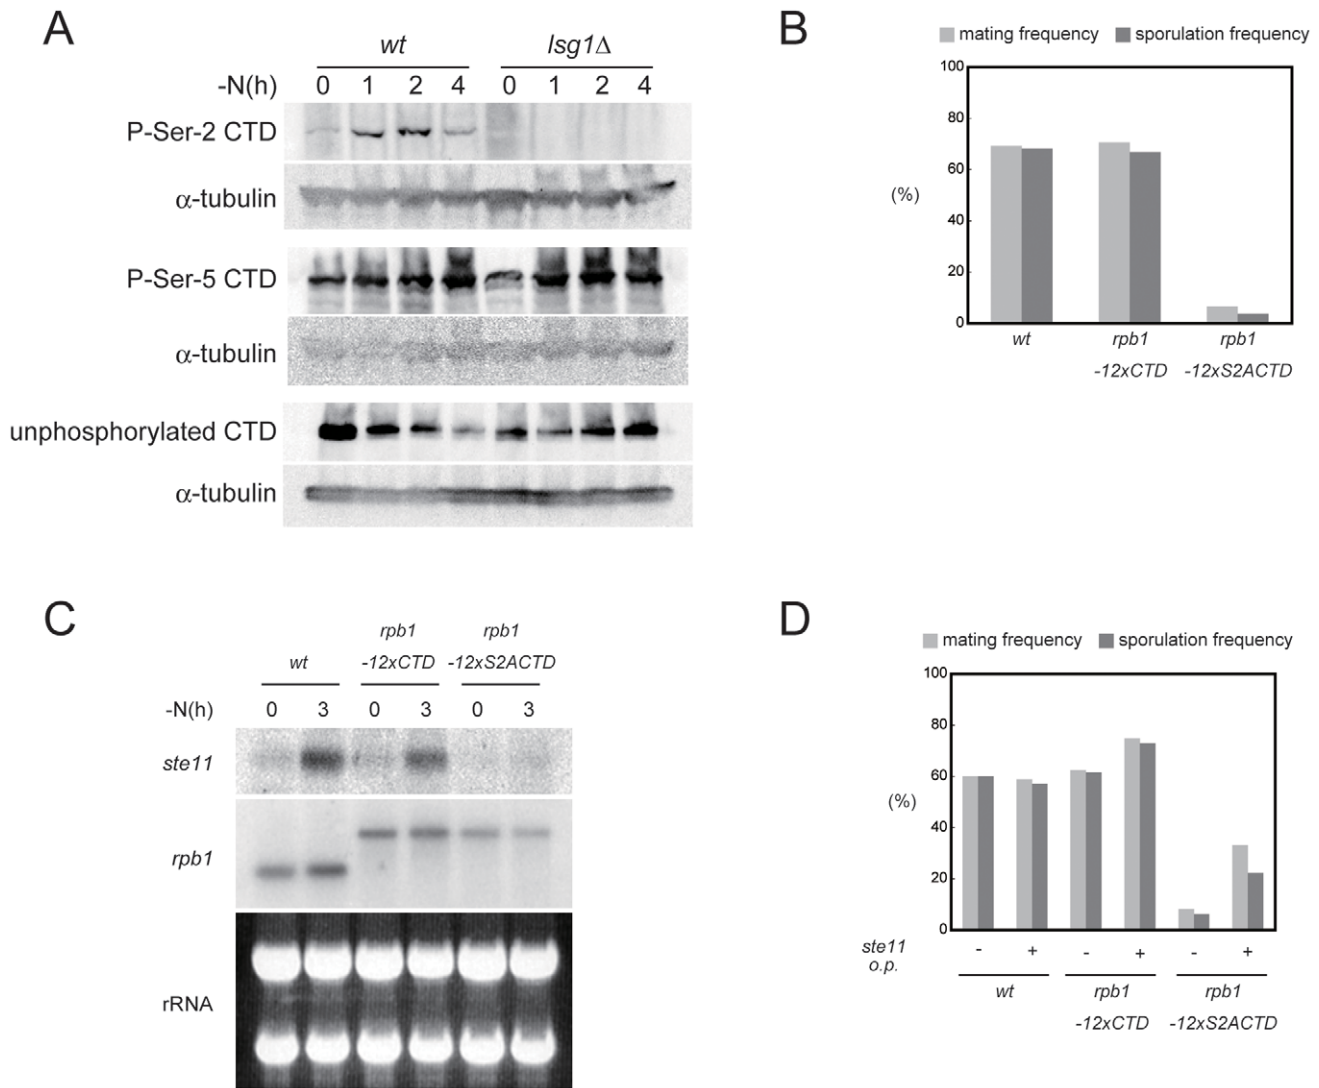 A
wt lsg1Δ
-N(h) 0 1 2 4 0 1 2 4
P-Ser-2 CTD
α-tubulin
P-Ser-5 CTD
α-tubulin
unphosphorylated CTD
α-tubulin
B
mating frequency sporulation frequency
100
80
60
(%)
40
20
0
wt rpb1 rpb1
-12xCTD -12xS2ACTD
C
rpb1 rpb1
wt -12xCTD -12xS2ACTD
-N(h) 0 3 0 3 0 3
ste11
rpb1
rRNA
D
mating frequency sporulation frequency
100
80
60
(%)
40
20
0
ste11 - + - + - +
o.p.
wt rpb1 rpb1
-12xCTD -12xS2ACTD